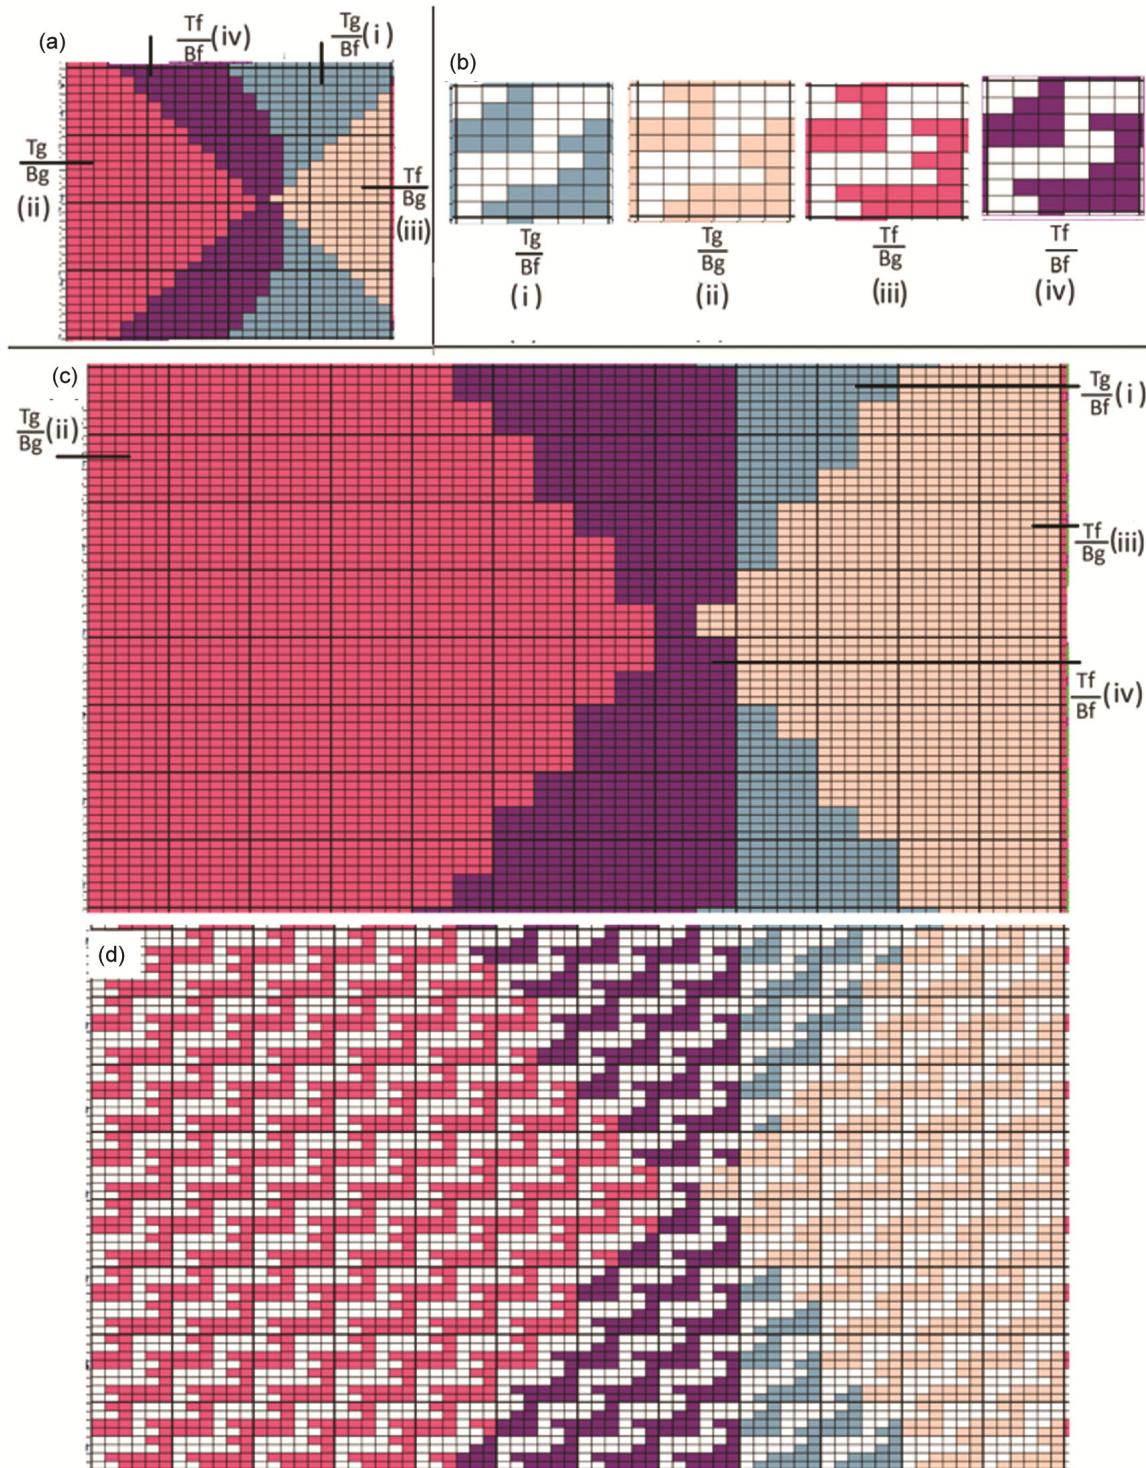 (a)
Tf
Bf (iv)
Tg
Bf (i)
Tg
Bg
(ii)
Tf
Bg
(iii)
(b)
Tg
Bf
(i)
Tg
Bg
(ii)
Tf
Bg
(iii)
Tf
Bf
(iv)
(c)
Tg
Bg (ii)
Tg
Bf (i)
Tf
Bg (iii)
Tf
Bf (iv)
(d)